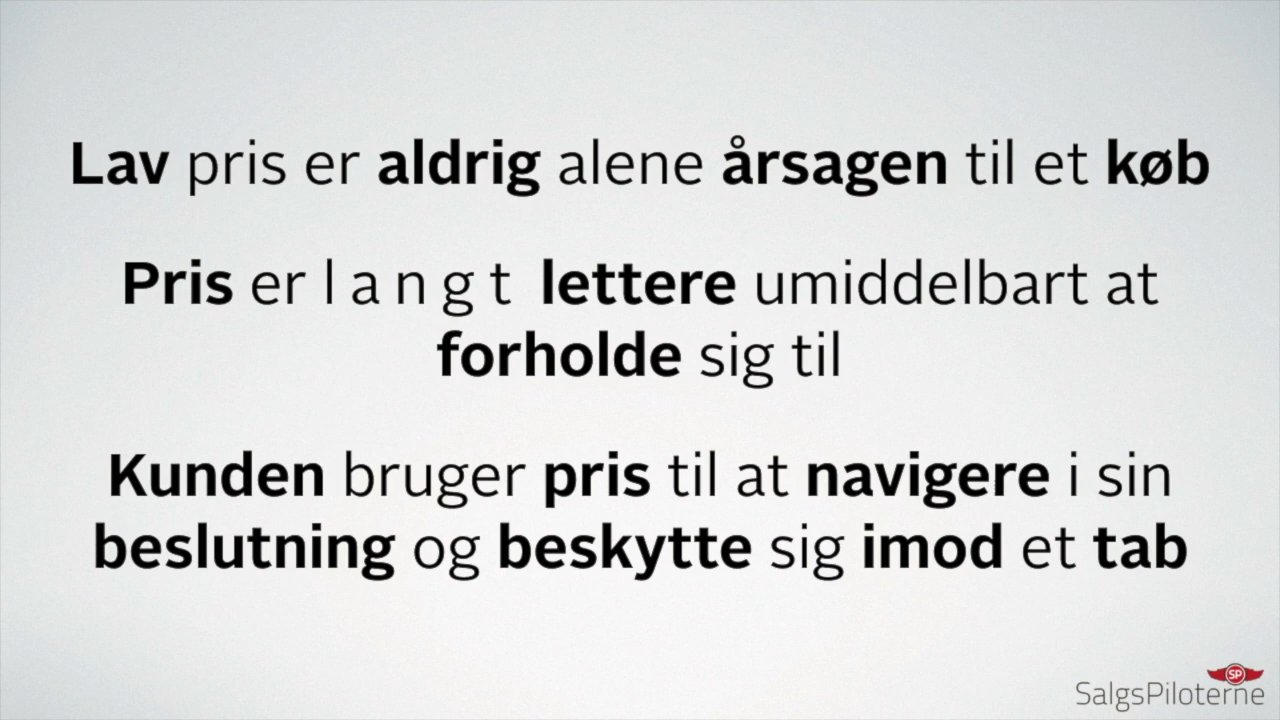 Lav pris er aldrig alene årsagen til et køb
Pris er l a n g t lettere umiddelbart at
forholde sig til
Kunden bruger pris til at navigere i sin
beslutning og beskytte sig imod et tab
SP
SalgsPiloterne